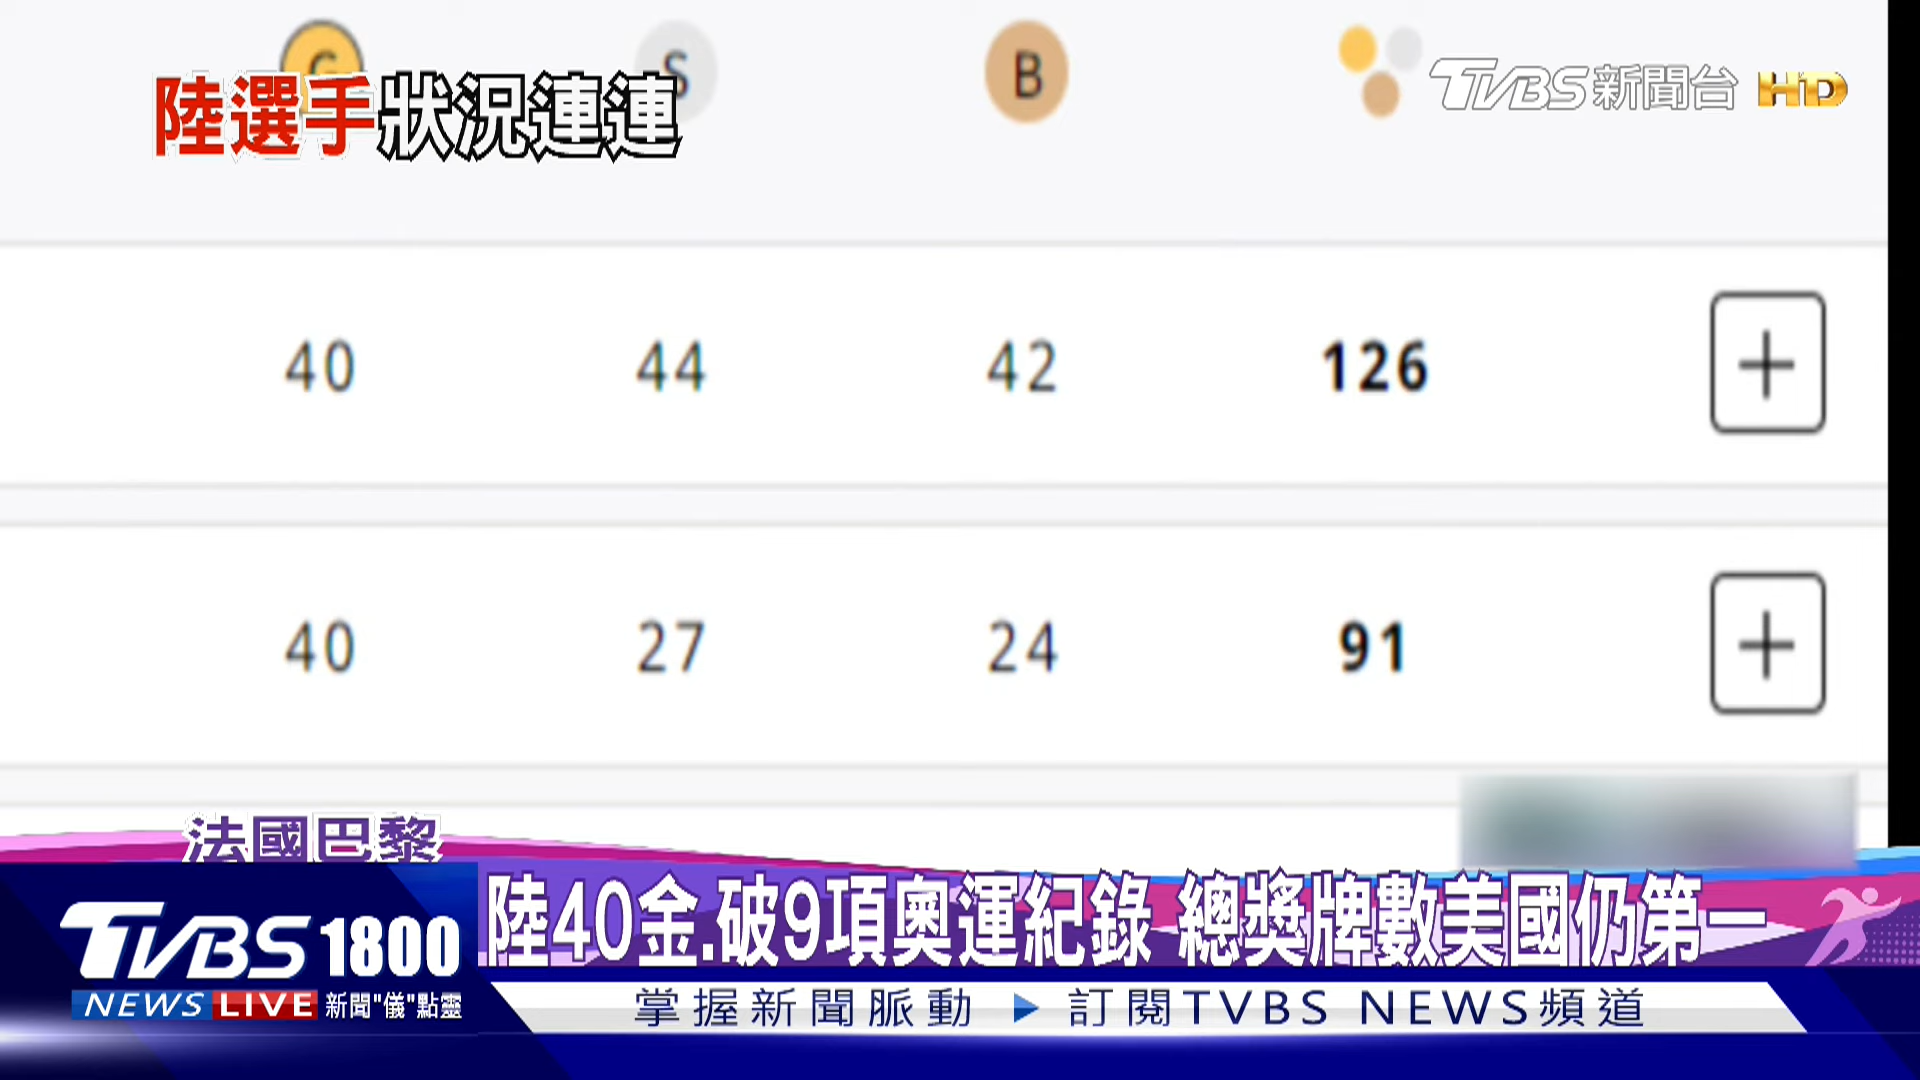 G S B
陸選手狀況連連
TVBS新聞台 HD
40 44 42 126
40 27 24 91
法國巴黎
陸40金.破9項奧運紀錄 總獎牌數美國仍第一
TVBS 1800
NEWS LIVE 新聞"儀"點靈
掌握新聞脈動 ▶ 訂閱TVBS NEWS頻道